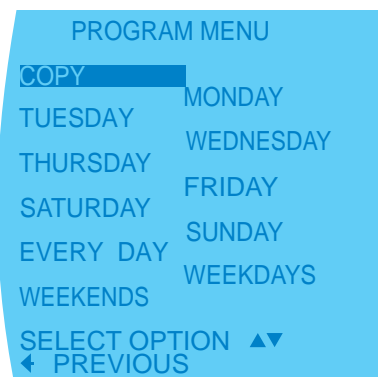 PROGRAM MENU
COPY
MONDAY
TUESDAY
WEDNESDAY
THURSDAY
FRIDAY
SATURDAY
SUNDAY
EVERY DAY
WEEKDAYS
WEEKENDS
SELECT OPTION ▲▼
PREVIOUS